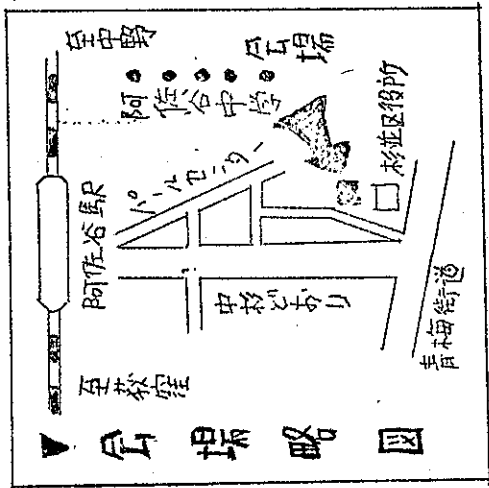 ▼会場略図
至荻窪
阿佐谷駅
至中野
パールセンター
阿佐谷中学
会場
中杉通り
杉並区役所
青梅街道